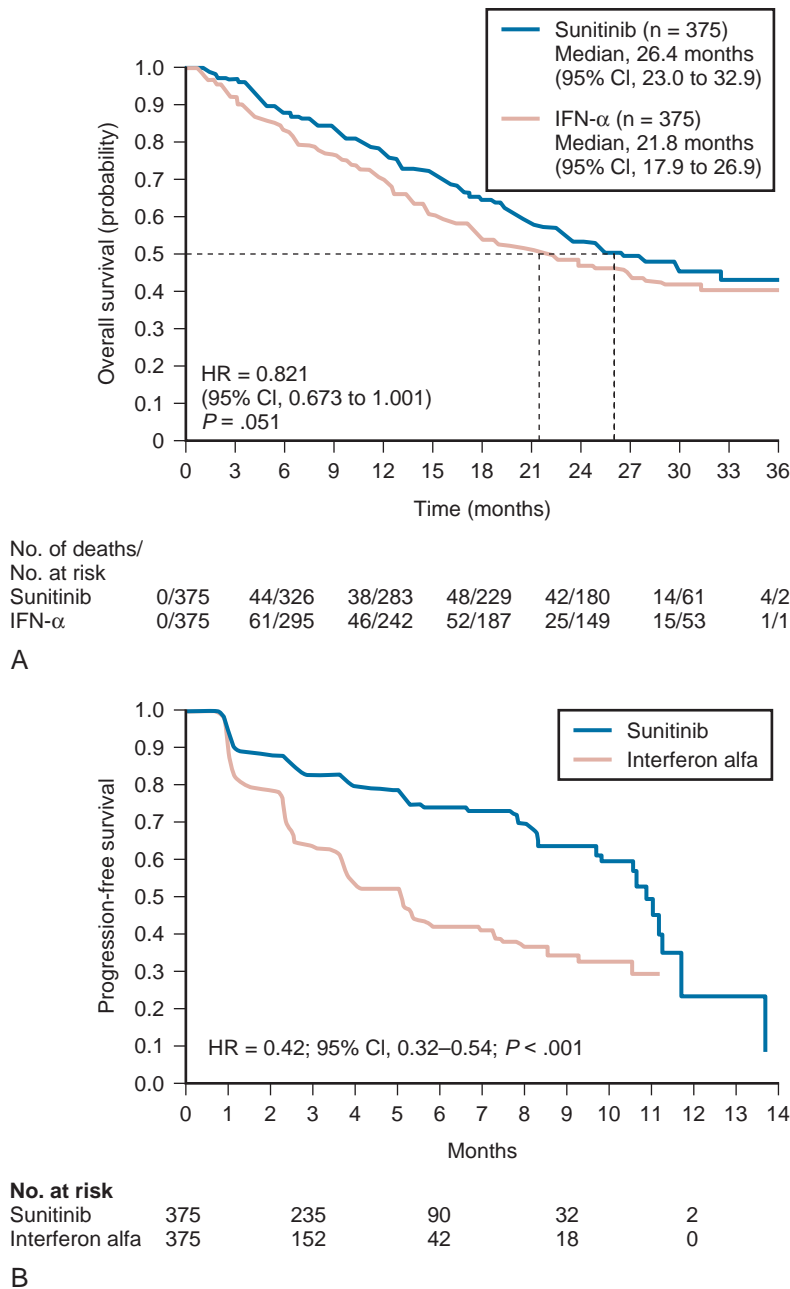 Sunitinib (n = 375)
Median, 26.4 months
(95% CI, 23.0 to 32.9)
IFN-α (n = 375)
Median, 21.8 months
(95% CI, 17.9 to 26.9)
Overall survival (probability)
1.0
0.9
0.8
0.7
0.6
0.5
0.4
0.3
0.2
0.1
0
HR = 0.821
(95% CI, 0.673 to 1.001)
P = .051
0 3 6 9 12 15 18 21 24 27 30 33 36
Time (months)
No. of deaths/
No. at risk
Sunitinib 0/375 44/326 38/283 48/229 42/180 14/61 4/2
IFN-α 0/375 61/295 46/242 52/187 25/149 15/53 1/1
A
Sunitinib
Interferon alfa
Progression-free survival
1.0
0.9
0.8
0.7
0.6
0.5
0.4
0.3
0.2
0.1
0.0
HR = 0.42; 95% CI, 0.32–0.54; P < .001
0 1 2 3 4 5 6 7 8 9 10 11 12 13 14
Months
No. at risk
Sunitinib 375 235 90 32 2
Interferon alfa 375 152 42 18 0
B